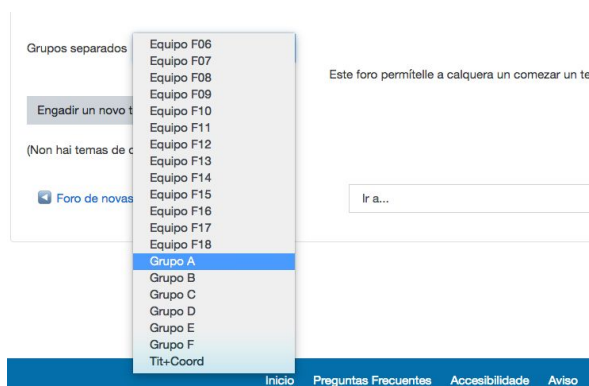 Grupos separados
Equipo F06
Equipo F07
Equipo F08
Equipo F09
Equipo F10
Equipo F11
Equipo F12
Equipo F13
Equipo F14
Equipo F15
Equipo F16
Equipo F17
Equipo F18
Grupo A
Grupo B
Grupo C
Grupo D
Grupo E
Grupo F
Tit+Coord
Este foro permítelle a calquera un comezar un te
Engadir un novo t
(Non hai temas de d
Foro de novas
Ir a...
Inicio Preguntas Frecuentes Accesibilidade Aviso